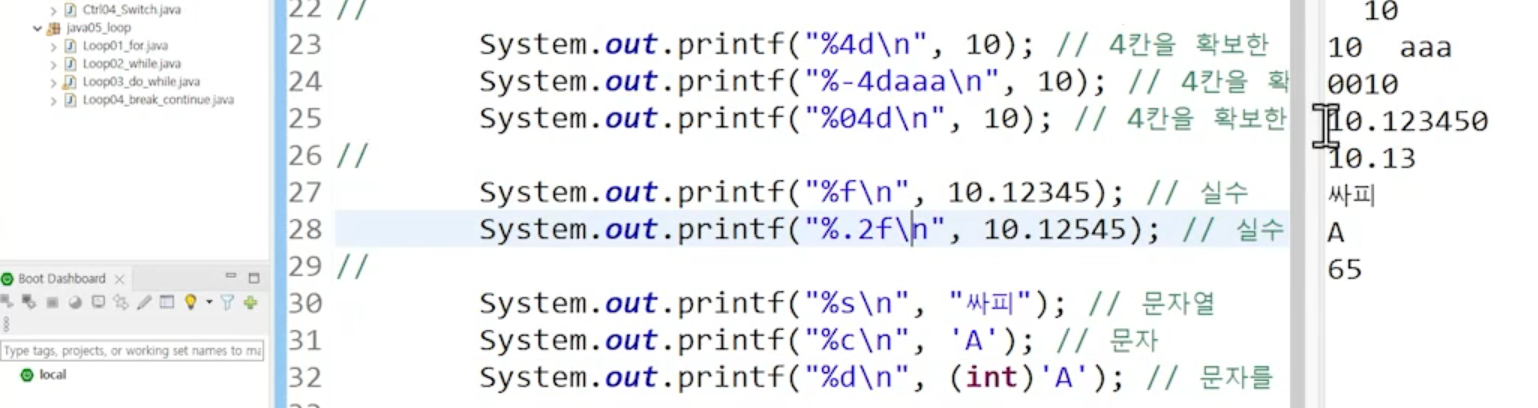 Ctrl04_Switch.java
java05_loop
Loop01_for.java
Loop02_while.java
Loop03_do_while.java
Loop04_break_continue.java
Boot Dashboard
Type tags, projects, or working set names to ma
local
22 //
23 System.out.printf("%4d\n", 10); // 4칸을 확보한
24 System.out.printf("%-4daaa\n", 10); // 4칸을 확
25 System.out.printf("%04d\n", 10); // 4칸을 확보한
26 //
27 System.out.printf("%f\n", 10.12345); // 실수
28 System.out.printf("%.2f\n", 10.12545); // 실수
29 //
30 System.out.printf("%s\n", "싸피"); // 문자열
31 System.out.printf("%c\n", 'A'); // 문자
32 System.out.printf("%d\n", (int)'A'); // 문자를
10
10  aaa
0010
10.123450
10.13
싸피
A
65